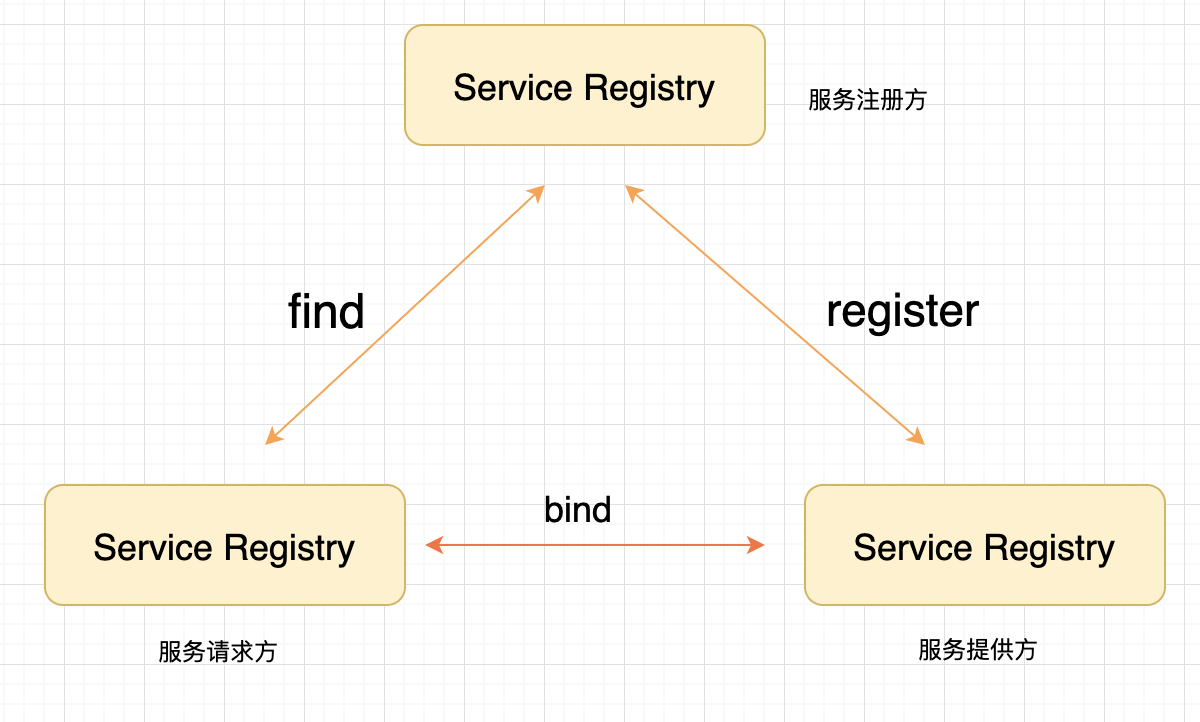 Service Registry
服务注册方
find
register
bind
Service Registry
Service Registry
服务请求方
服务提供方